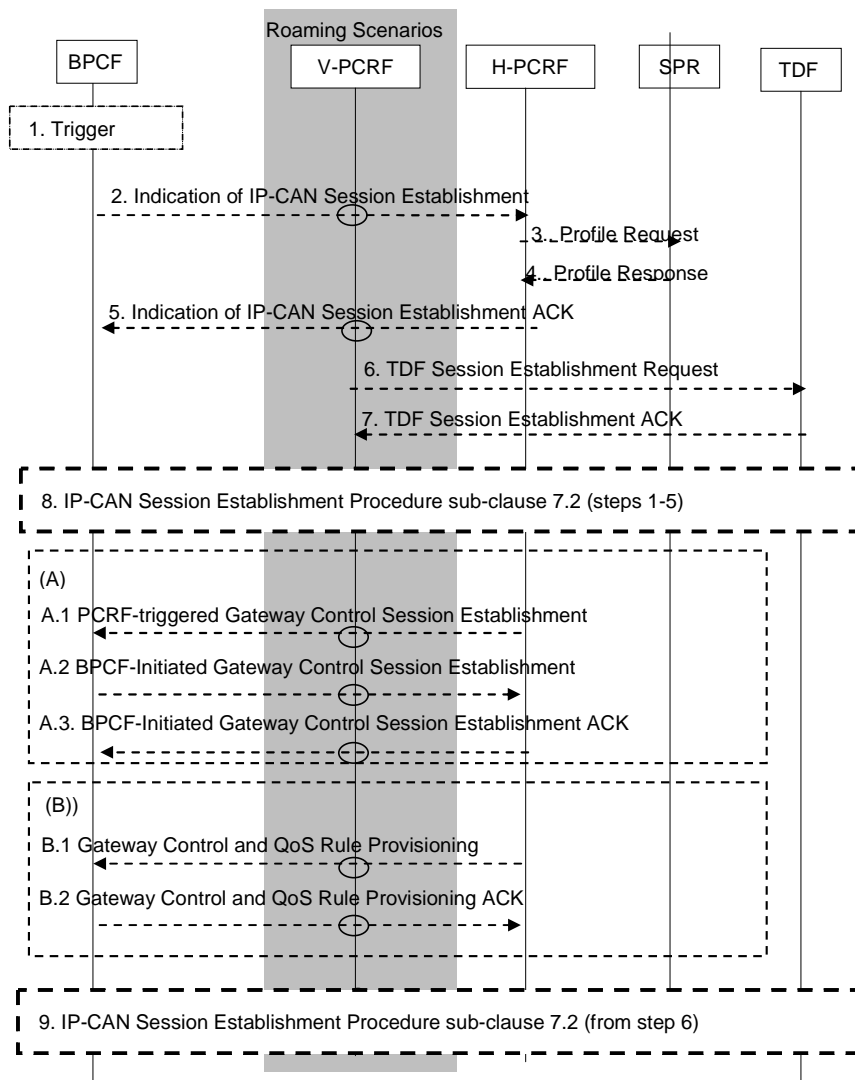 Roaming Scenarios
BPCF
V-PCRF
H-PCRF
SPR
TDF
1. Trigger
2. Indication of IP-CAN Session Establishment
3.. Profile Request
4.. Profile Response
5. Indication of IP-CAN Session Establishment ACK
6. TDF Session Establishment Request
7. TDF Session Establishment ACK
8. IP-CAN Session Establishment Procedure sub-clause 7.2 (steps 1-5)
(A)
A.1 PCRF-triggered Gateway Control Session Establishment
A.2 BPCF-Initiated Gateway Control Session Establishment
A.3. BPCF-Initiated Gateway Control Session Establishment ACK
(B))
B.1 Gateway Control and QoS Rule Provisioning
B.2 Gateway Control and QoS Rule Provisioning ACK
9. IP-CAN Session Establishment Procedure sub-clause 7.2 (from step 6)